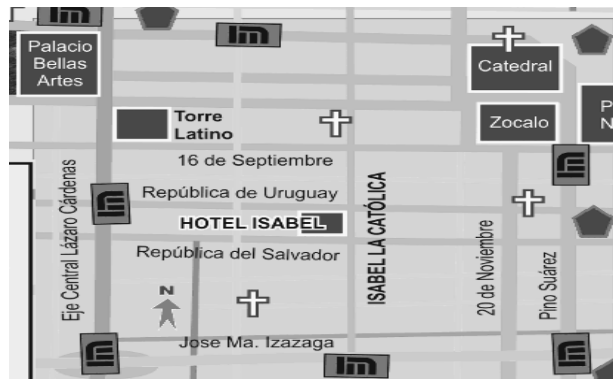 Palacio
Bellas
Artes
Catedral
Torre
Latino
Zocalo
P
N
16 de Septiembre
República de Uruguay
HOTEL ISABEL
República del Salvador
Jose Ma. Izazaga
Eje Central Lázaro Cárdenas
ISABEL LA CATÓLICA
20 de Noviembre
Pino Suárez
N